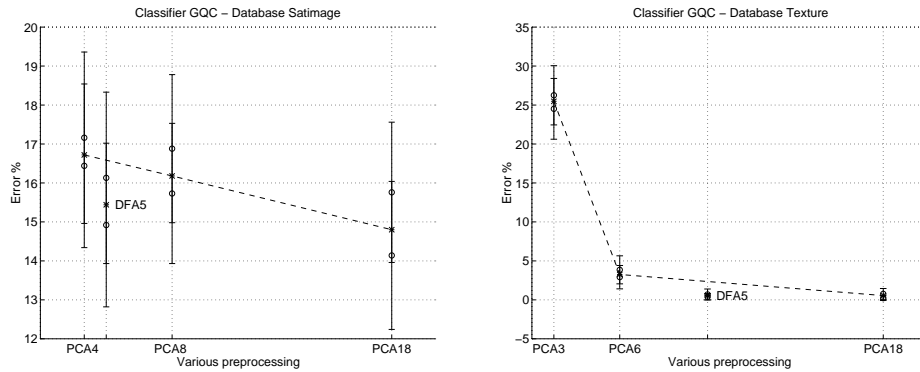 Classifier GQC – Database Satimage
20
19
18
17
16
15
14
13
12
Error %
DFA5
PCA4
PCA8
PCA18
Various preprocessing
Classifier GQC – Database Texture
35
30
25
20
15
10
5
0
−5
Error %
DFA5
PCA3
PCA6
PCA18
Various preprocessing